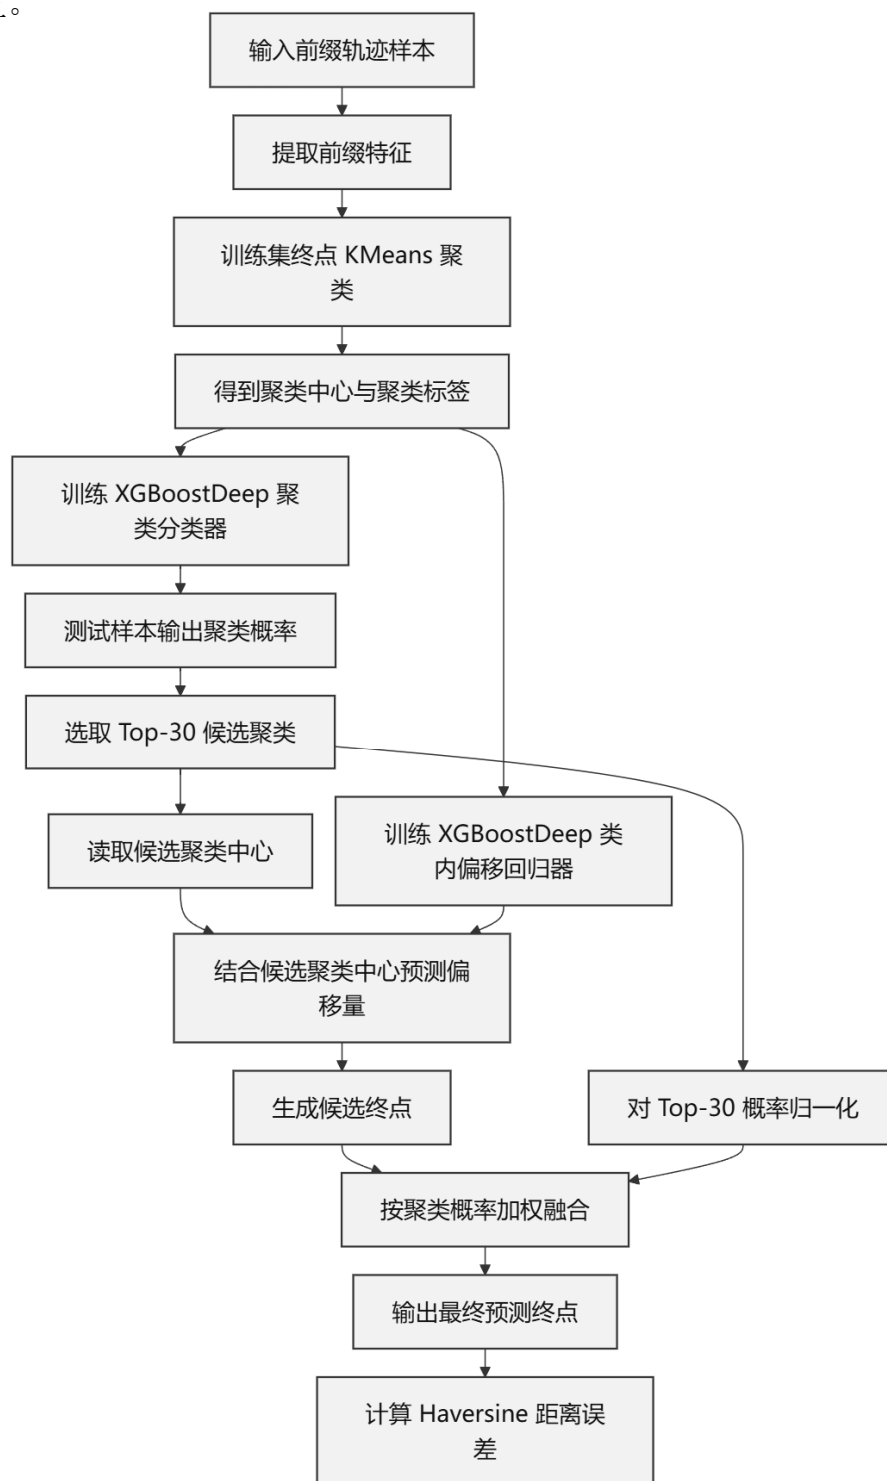 。
输入前缀轨迹样本
提取前缀特征
训练集终点 KMeans 聚
类
得到聚类中心与聚类标签
训练 XGBoostDeep 聚
类分类器
测试样本输出聚类概率
选取 Top-30 候选聚类
读取候选聚类中心
训练 XGBoostDeep 类
内偏移回归器
结合候选聚类中心预测偏
移量
生成候选终点
对 Top-30 概率归一化
按聚类概率加权融合
输出最终预测终点
计算 Haversine 距离误
差